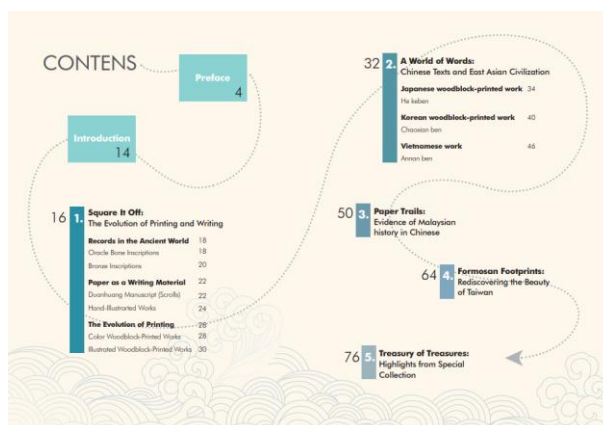 CONTENS
Preface
4
Introduction
14
16 1. Square It Off:
The Evolution of Printing and Writing
Records in the Ancient World 18
Oracle Bone Inscriptions 18
Bronze Inscriptions 20
Paper as a Writing Material 22
Duanhuang Manuscript (Scrolls) 22
Hand-Illustrated Works 24
The Evolution of Printing 28
Color Woodblock-Printed Works 28
Illustrated Woodblock-Printed Works 30
32 2. A World of Words:
Chinese Texts and East Asian Civilization
Japanese woodblock-printed work 34
He keben
Korean woodblock-printed work 40
Chaoxian ben
Vietnamese work 46
Annan ben
50 3. Paper Trails:
Evidence of Malaysian
history in Chinese
64 4. Formosan Footprints:
Rediscovering the Beauty
of Taiwan
76 5. Treasury of Treasures:
Highlights from Special
Collection